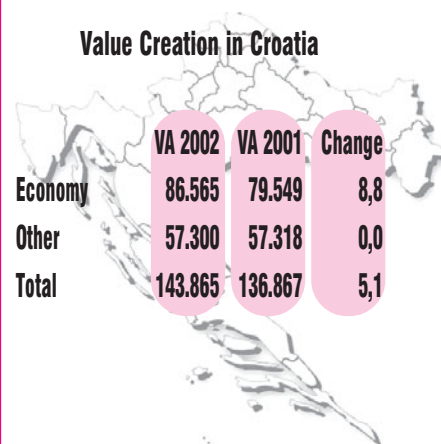 Value Creation in Croatia
VA 2002 VA 2001 Change
Economy 86.565 79.549 8,8
Other 57.300 57.318 0,0
Total 143.865 136.867 5,1